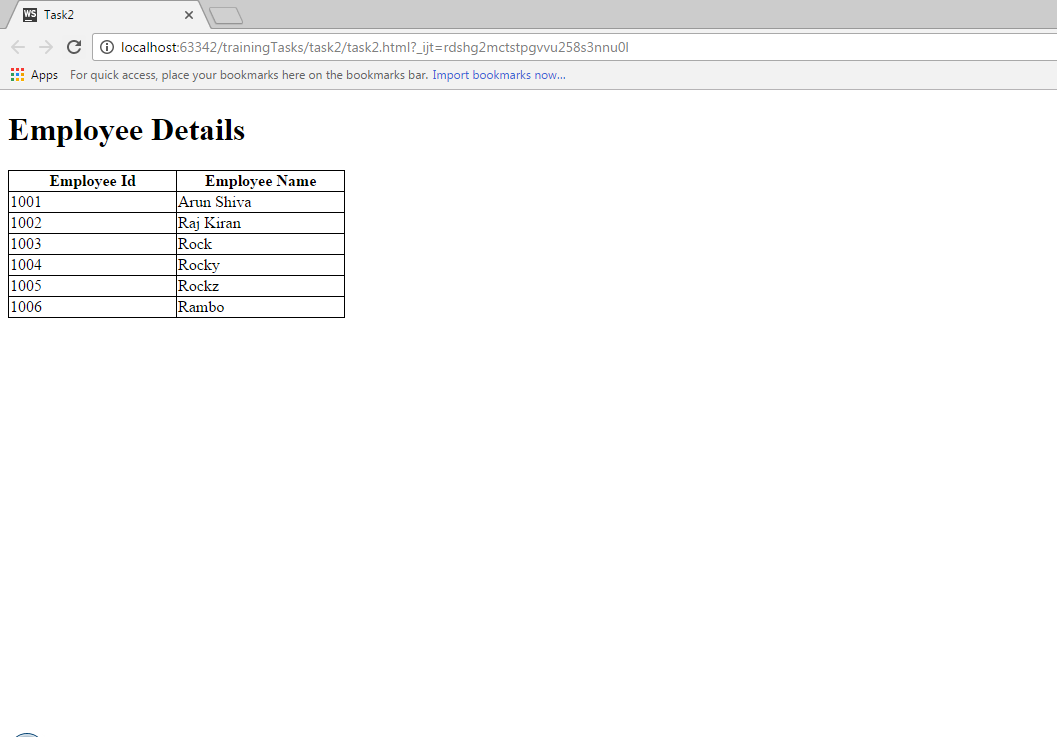 WS Task2
localhost:63342/trainingTasks/task2/task2.html?_ijt=rdshg2mctstpgvvu258s3nnu0l
Apps For quick access, place your bookmarks here on the bookmarks bar. Import bookmarks now...
Employee Details
Employee Id Employee Name
1001 Arun Shiva
1002 Raj Kiran
1003 Rock
1004 Rocky
1005 Rockz
1006 Rambo